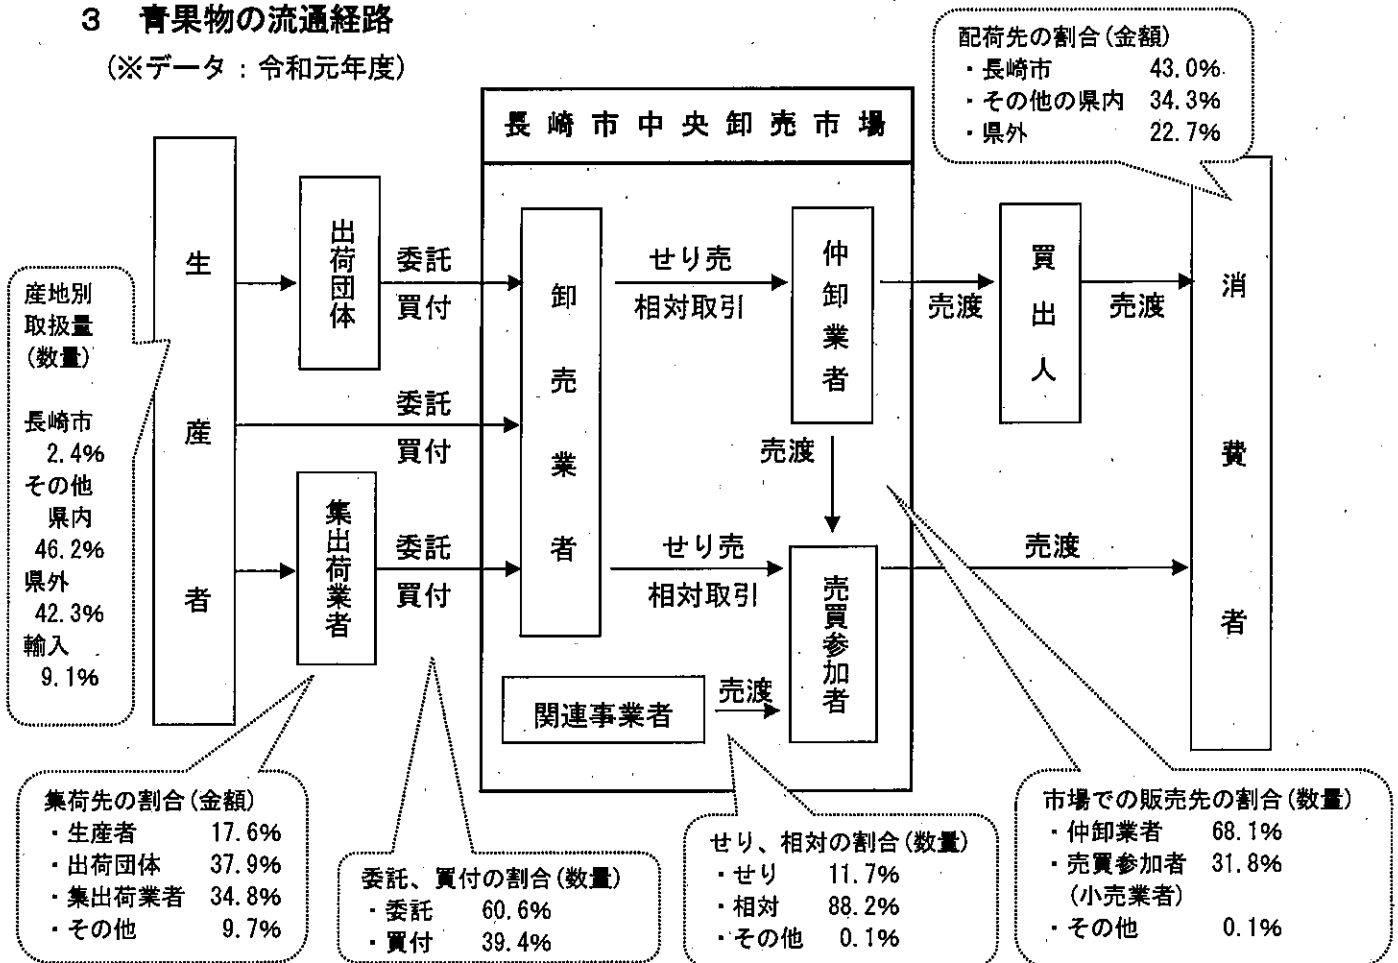 3　青果物の流通経路
(※データ：令和元年度)
配荷先の割合(金額)
・長崎市　43.0%
・その他の県内　34.3%
・県外　22.7%
長崎市中央卸売市場
生産者
出荷団体
集出荷業者
委託
買付
委託
買付
委託
買付
卸売業者
せり売
相対取引
せり売
相対取引
仲卸業者
売渡
売買参加者
関連事業者
売渡
売渡
買出人
売渡
売渡
消費者
産地別
取扱量
(数量)
長崎市
2.4%
その他
県内
46.2%
県外
42.3%
輸入
9.1%
集荷先の割合(金額)
・生産者　17.6%
・出荷団体　37.9%
・集出荷業者　34.8%
・その他　9.7%
委託、買付の割合(数量)
・委託　60.6%
・買付　39.4%
せり、相対の割合(数量)
・せり　11.7%
・相対　88.2%
・その他　0.1%
市場での販売先の割合(数量)
・仲卸業者　68.1%
・売買参加者　31.8%
(小売業者)
・その他　0.1%